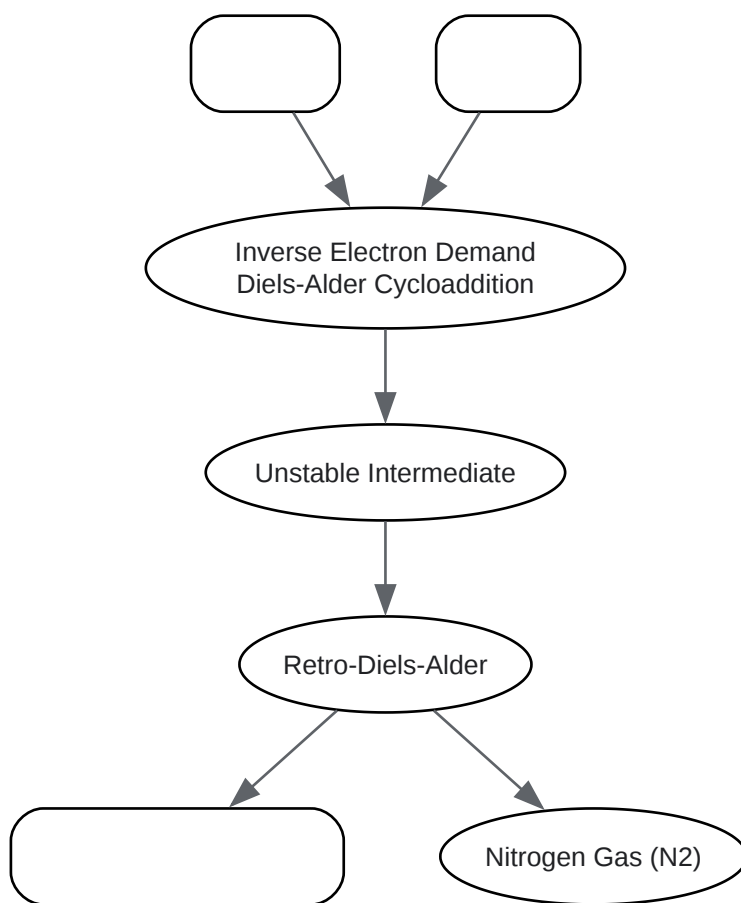 Inverse Electron Demand
Diels-Alder Cycloaddition
Unstable Intermediate
Retro-Diels-Alder
Nitrogen Gas (N2)